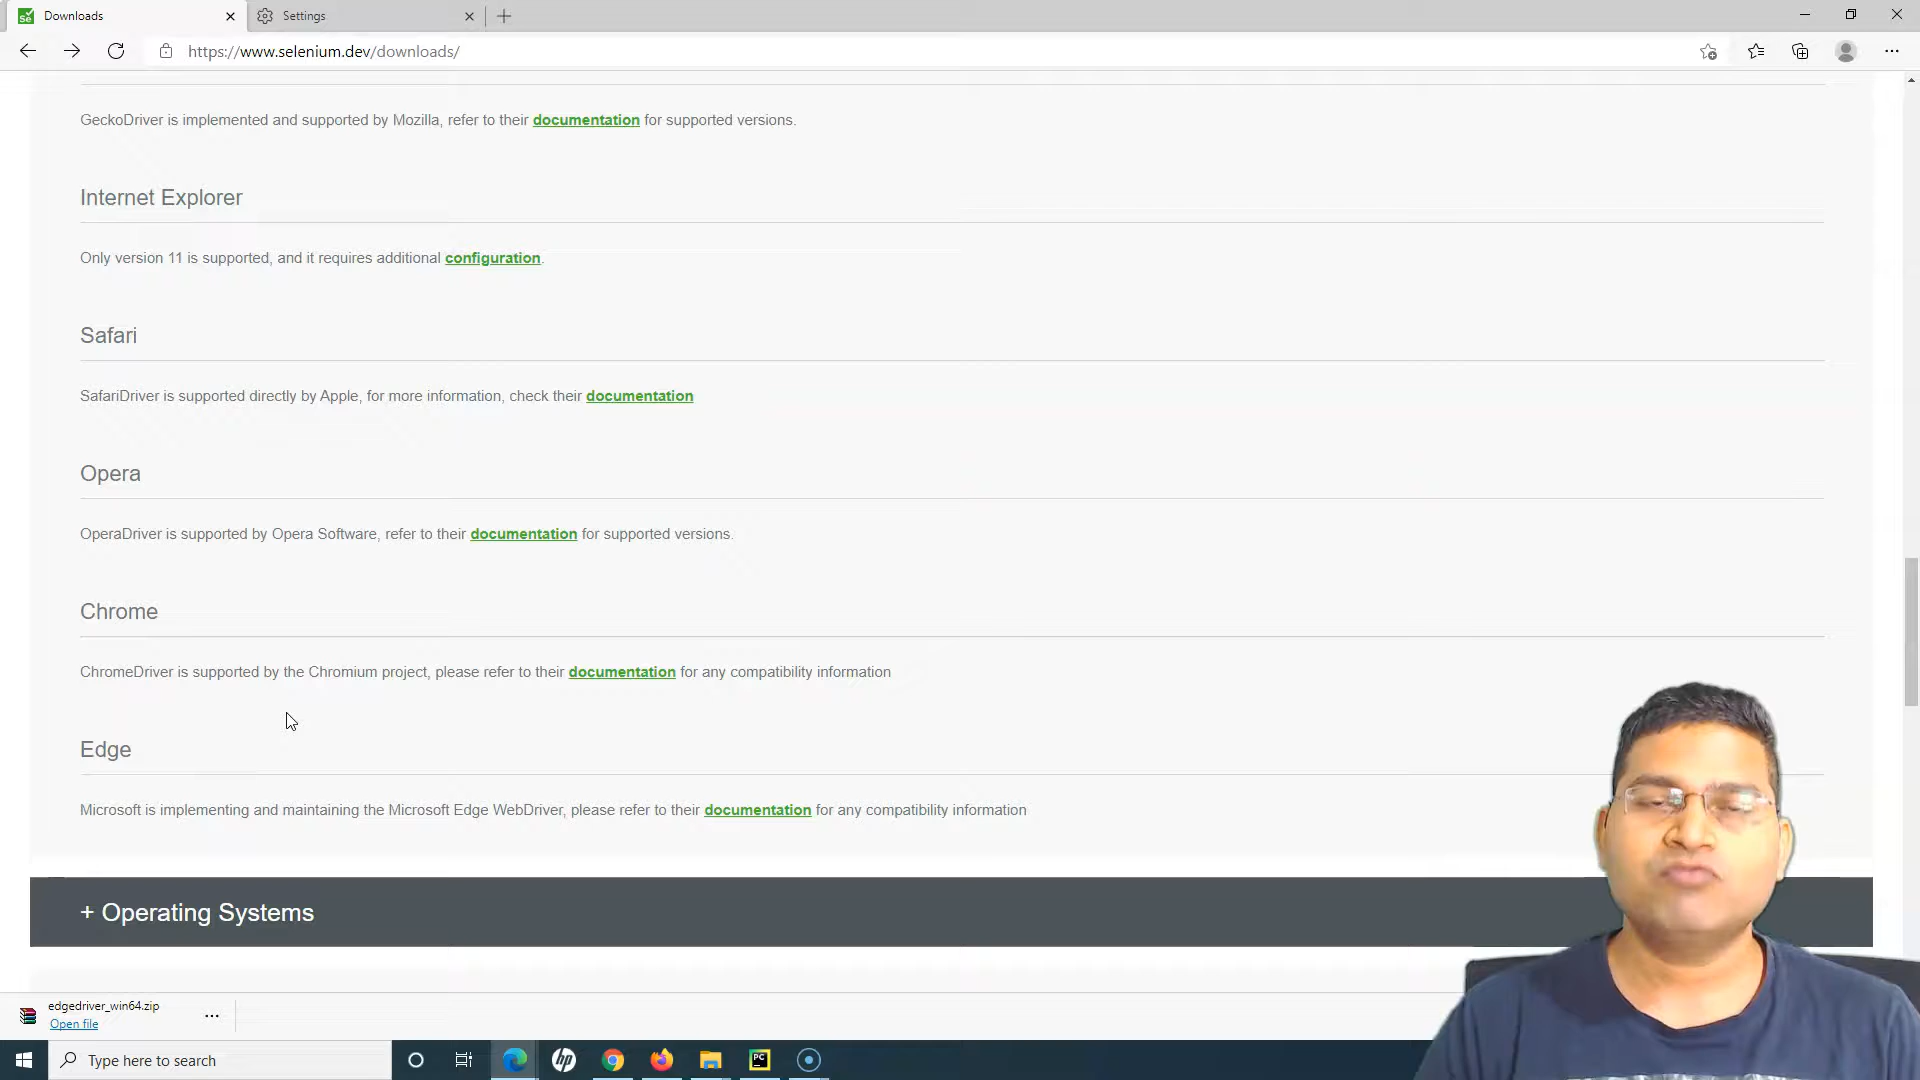 Downloads
Settings
https://www.selenium.dev/downloads/
GeckoDriver is implemented and supported by Mozilla, refer to their documentation for supported versions.
Internet Explorer
Only version 11 is supported, and it requires additional configuration.
Safari
SafariDriver is supported directly by Apple, for more information, check their documentation
Opera
OperaDriver is supported by Opera Software, refer to their documentation for supported versions.
Chrome
ChromeDriver is supported by the Chromium project, please refer to their documentation for any compatibility information
Edge
Microsoft is implementing and maintaining the Microsoft Edge WebDriver, please refer to their documentation for any compatibility information
+ Operating Systems
edgedriver_win64.zip
Open file
Type here to search
hp
PC